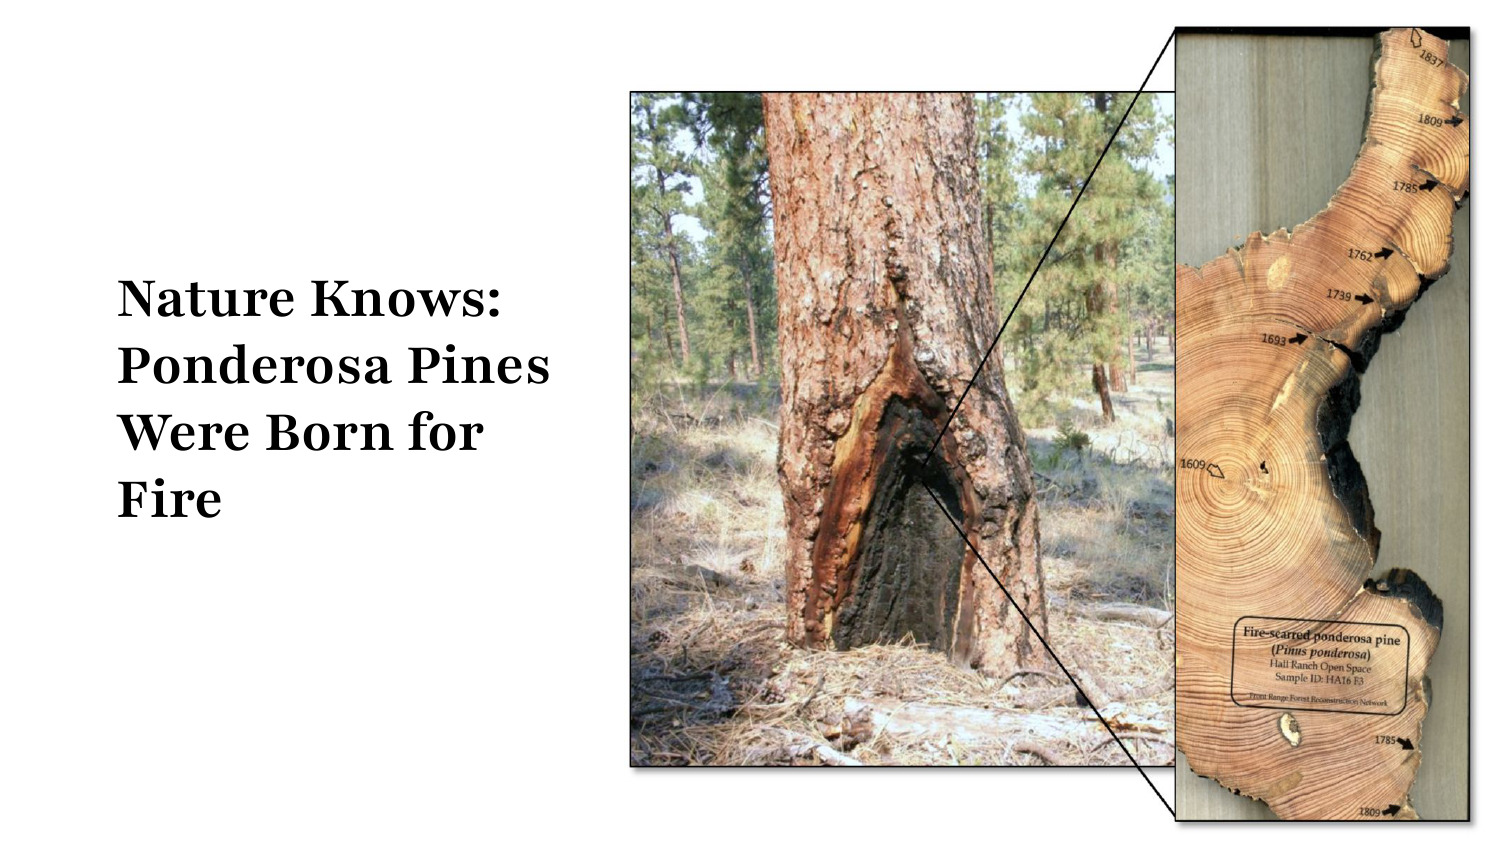 Nature Knows:
Ponderosa Pines
Were Born for
Fire
1837
1809
1785
1762
1739
1693
1609
Fire-scarred ponderosa pine
(Pinus ponderosa)
Hall Ranch Open Space
Sample ID: HA16 F3
Front Range Forest Reconstruction Network
1785
1809